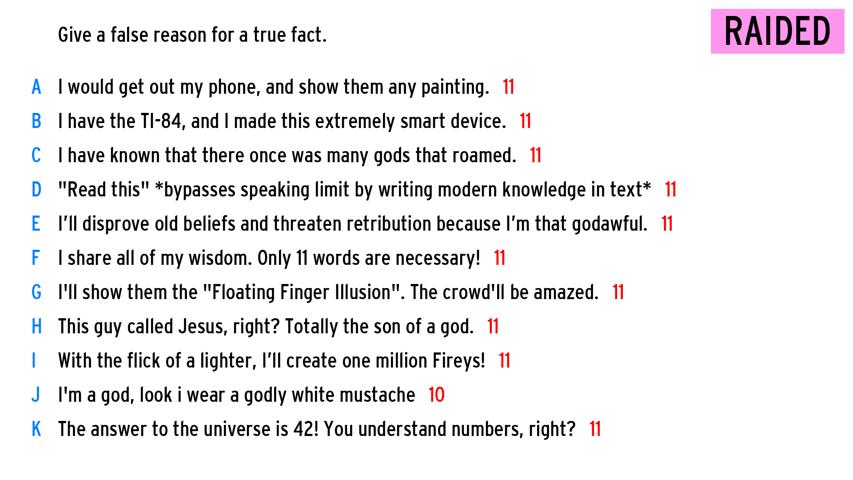 Give a false reason for a true fact.
RAIDED
A I would get out my phone, and show them any painting. 11
B I have the TI-84, and I made this extremely smart device. 11
C I have known that there once was many gods that roamed. 11
D "Read this" *bypasses speaking limit by writing modern knowledge in text* 11
E I'll disprove old beliefs and threaten retribution because I'm that godawful. 11
F I share all of my wisdom. Only 11 words are necessary! 11
G I'll show them the "Floating Finger Illusion". The crowd'll be amazed. 11
H This guy called Jesus, right? Totally the son of a god. 11
I With the flick of a lighter, I'll create one million Fireys! 11
J I'm a god, look i wear a godly white mustache 10
K The answer to the universe is 42! You understand numbers, right? 11